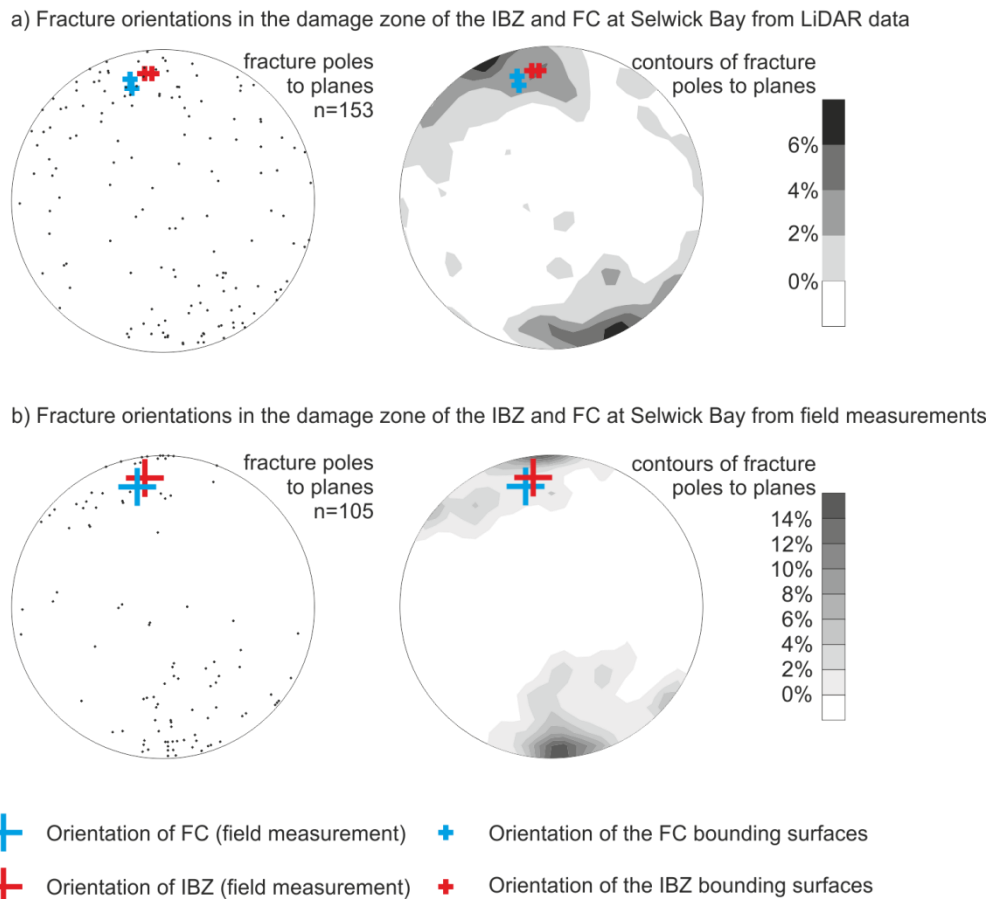 a) Fracture orientations in the damage zone of the IBZ and FC at Selwick Bay from LiDAR data
fracture poles
to planes
n=153
contours of fracture
poles to planes
6%
4%
2%
0%
b) Fracture orientations in the damage zone of the IBZ and FC at Selwick Bay from field measurements
fracture poles
to planes
n=105
contours of fracture
poles to planes
14%
12%
10%
8%
6%
4%
2%
0%
Orientation of FC (field measurement)
Orientation of the FC bounding surfaces
Orientation of IBZ (field measurement)
Orientation of the IBZ bounding surfaces